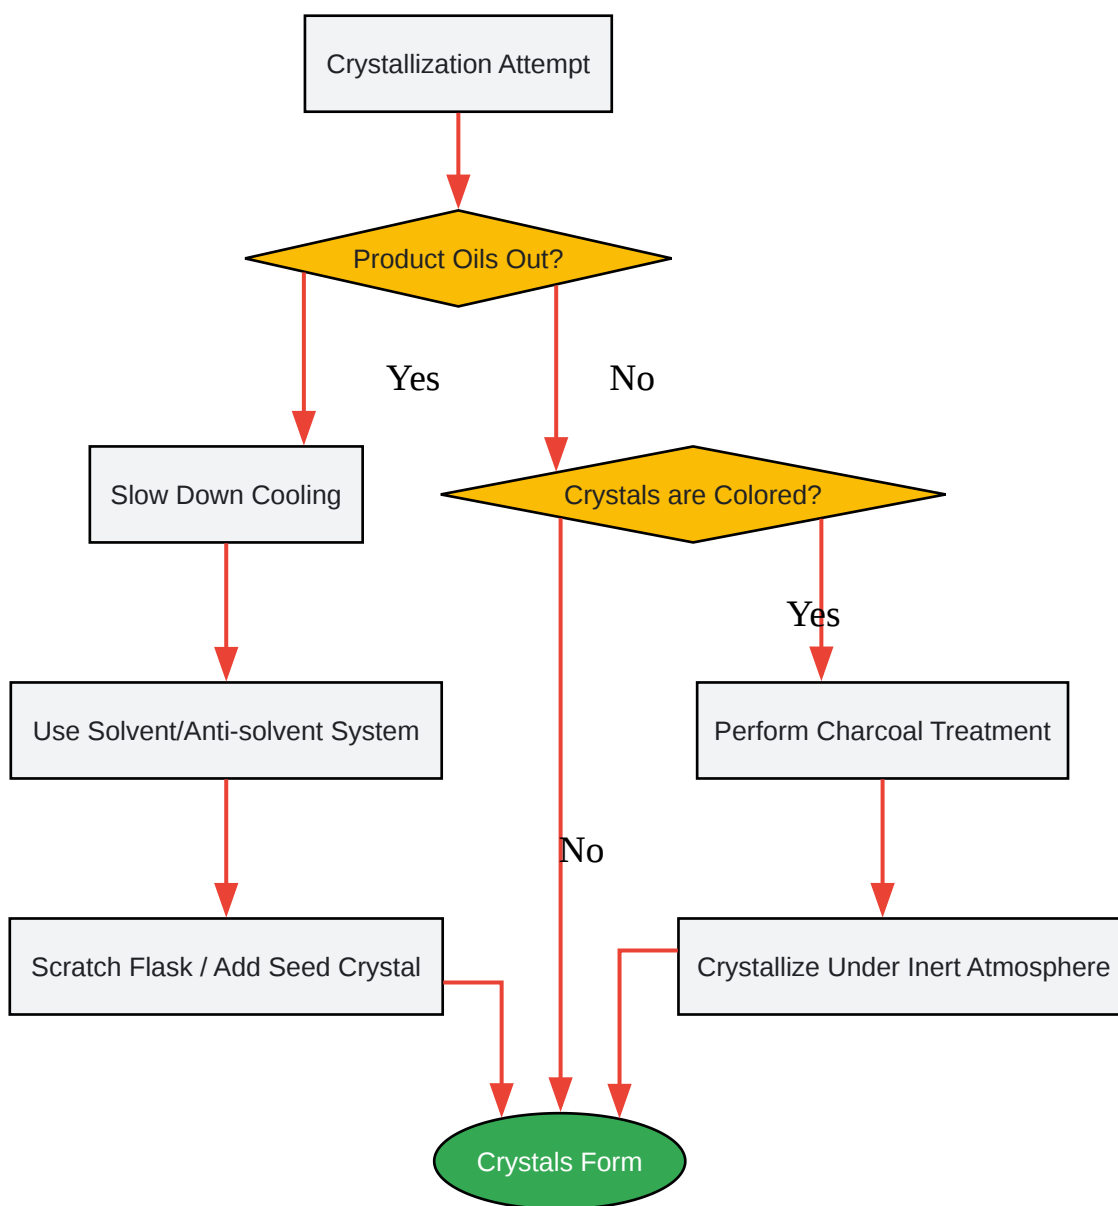 Crystallization Attempt
Product Oils Out?
Yes
No
Slow Down Cooling
Crystals are Colored?
Yes
Use Solvent/Anti-solvent System
Perform Charcoal Treatment
No
Scratch Flask / Add Seed Crystal
Crystallize Under Inert Atmosphere
Crystals Form